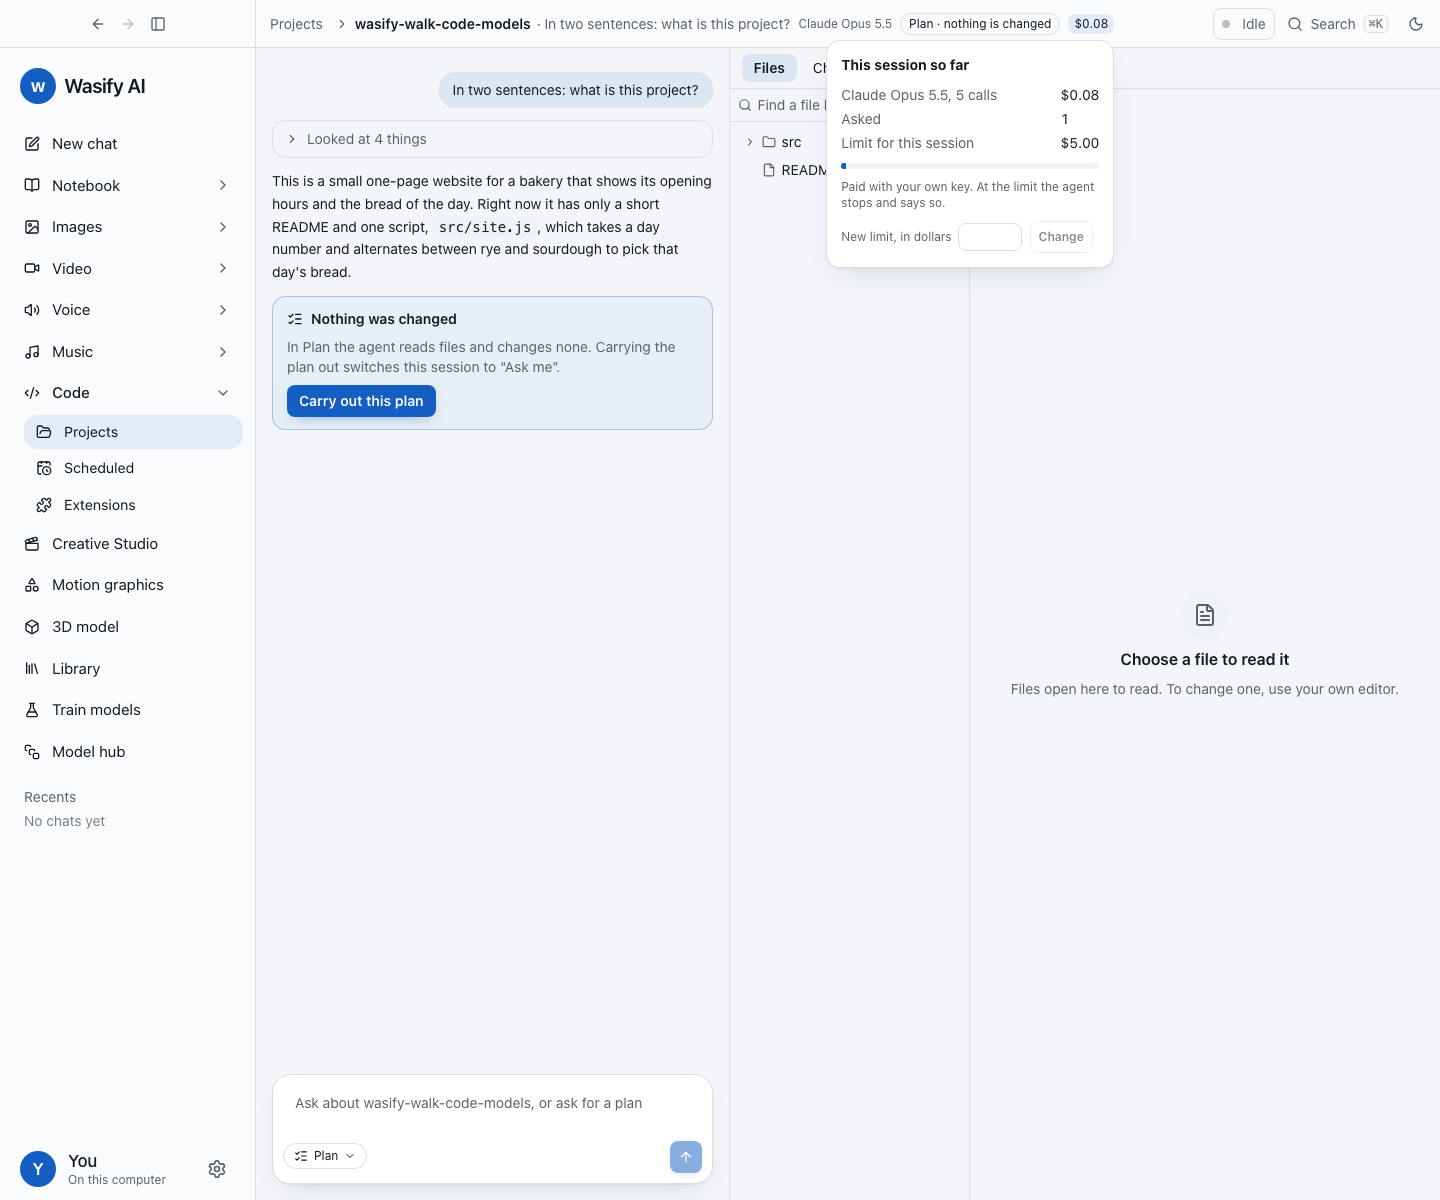 Projects > wasify-walk-code-models · In two sentences: what is this project? Claude Opus 5.5 Plan · nothing is changed $0.08
Idle
Search ⌘K
W Wasify AI
New chat
Notebook
Images
Video
Voice
Music
Code
Projects
Scheduled
Extensions
Creative Studio
Motion graphics
3D model
Library
Train models
Model hub
Recents
No chats yet
Y
You
On this computer
In two sentences: what is this project?
Looked at 4 things
This is a small one-page website for a bakery that shows its opening
hours and the bread of the day. Right now it has only a short
README and one script, src/site.js, which takes a day
number and alternates between rye and sourdough to pick that
day's bread.
Nothing was changed
In Plan the agent reads files and changes none. Carrying the
plan out switches this session to “Ask me”.
Carry out this plan
Ask about wasify-walk-code-models, or ask for a plan
Plan
Files
Find a file
src
This session so far
Claude Opus 5.5, 5 calls $0.08
Asked 1
Limit for this session $5.00
Paid with your own key. At the limit the agent
stops and says so.
New limit, in dollars Change
Choose a file to read it
Files open here to read. To change one, use your own editor.